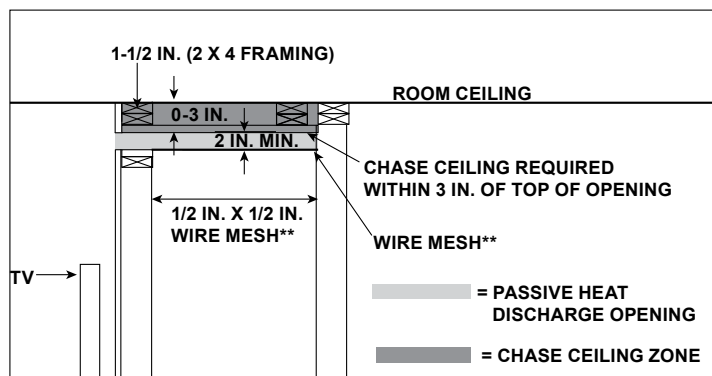 1-1/2 IN. (2 X 4 FRAMING)
ROOM CEILING
0-3 IN.
2 IN. MIN.
CHASE CEILING REQUIRED
WITHIN 3 IN. OF TOP OF OPENING
1/2 IN. X 1/2 IN.
WIRE MESH**
WIRE MESH**
TV
= PASSIVE HEAT
DISCHARGE OPENING
= CHASE CEILING ZONE